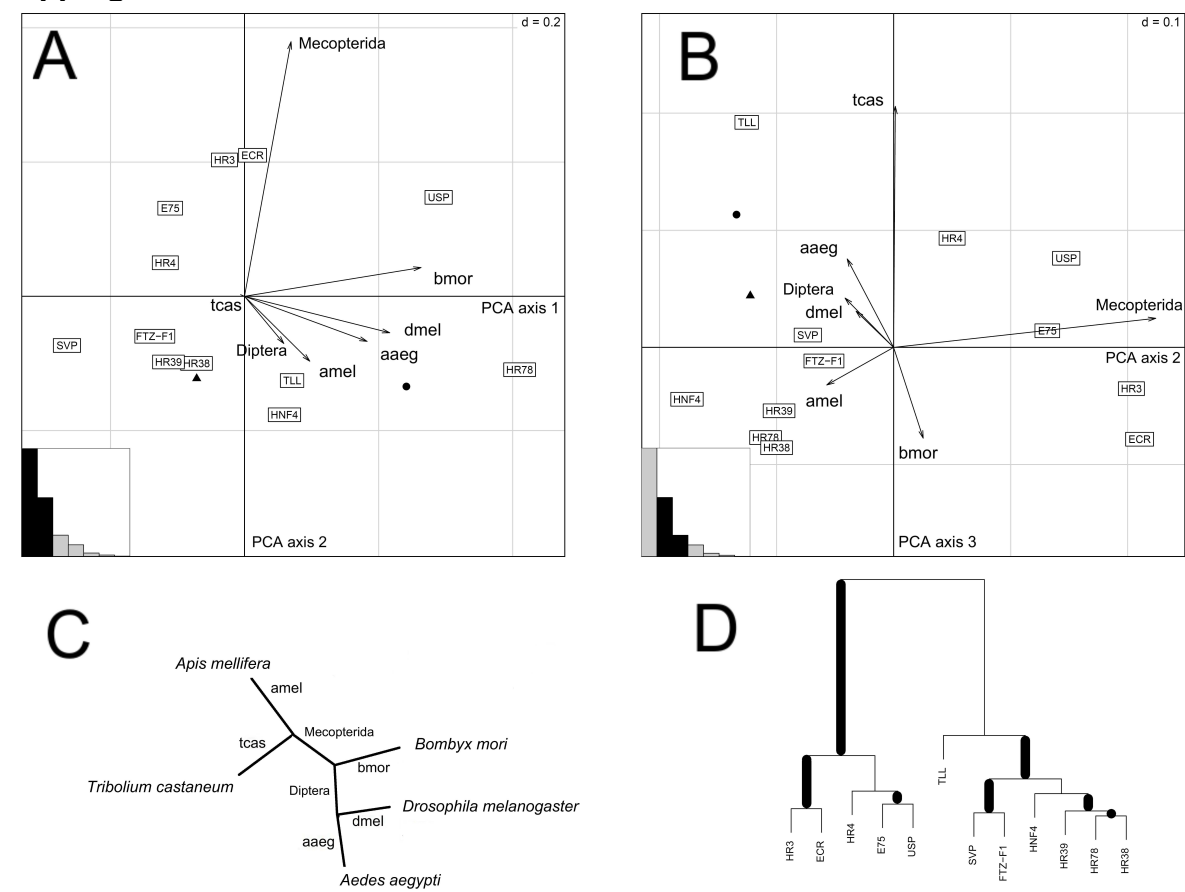 A
d = 0.2
Mecopterida
HR3
ECR
USP
E75
HR4
bmor
tcas
PCA axis 1
dmel
FTZ−F1
SVP
Diptera
aaeg
HR39
HR38
amel
TLL
HR78
HNF4
PCA axis 2
B
d = 0.1
tcas
TLL
HR4
aaeg
USP
Diptera
Mecopterida
dmel
E75
SVP
PCA axis 2
FTZ−F1
HR3
amel
HNF4
HR39
HR78
HR38
ECR
bmor
PCA axis 3
C
Apis mellifera
amel
Mecopterida
tcas
Bombyx mori
bmor
Tribolium castaneum
Diptera
Drosophila melanogaster
dmel
aaeg
Aedes aegypti
D
TLL
HR3
ECR
HR4
E75
USP
SVP
FTZ−F1
HNF4
HR39
HR78
HR38